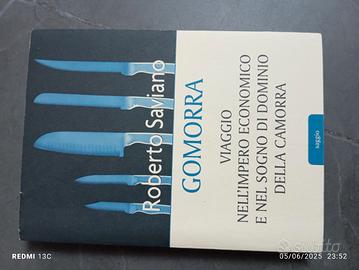 Roberto Saviano
GOMORRA
VIAGGIO
NELL'IMPERO ECONOMICO
E NEL SOGNO DI DOMINIO
DELLA CAMORRA
saggio
subito
REDMI 13C
05/06/2025 23:52